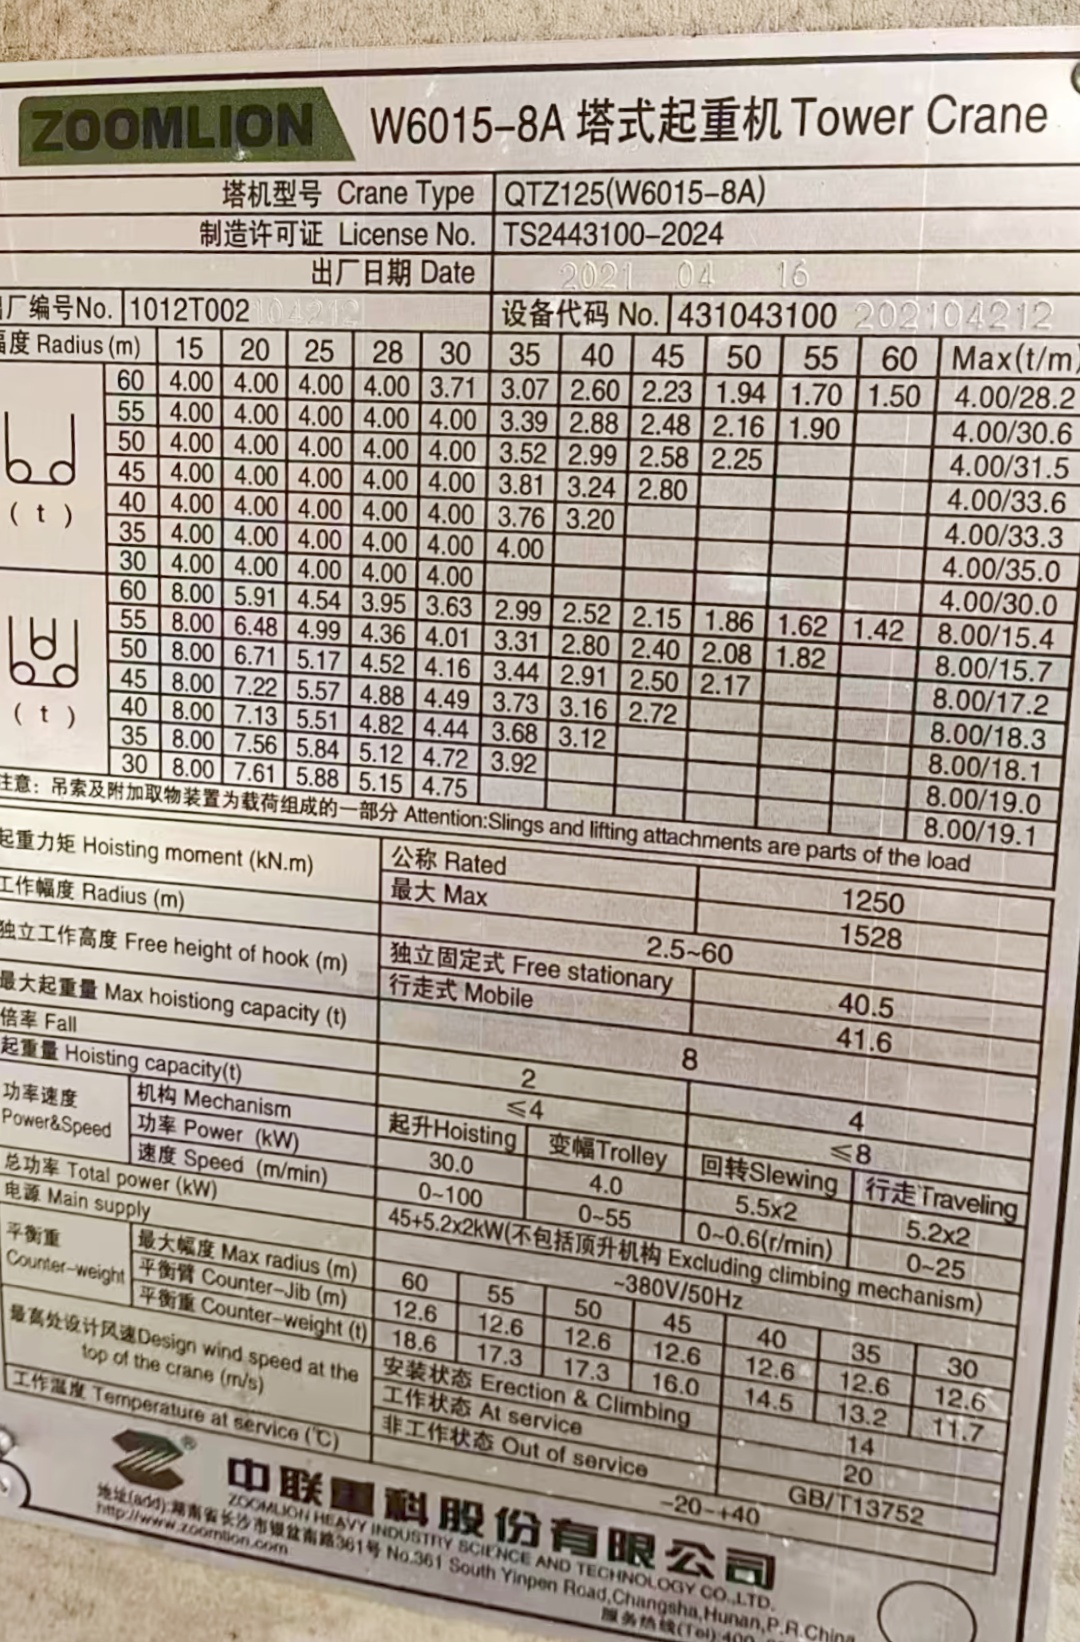 ZOOMLION W6015-8A 塔式起重机 Tower Crane
塔机型号 Crane Type QTZ125(W6015-8A)
制造许可证 License No. TS2443100-2024
出厂日期 Date 2021 04 16
出厂编号No. 1012T002104212 设备代码 No. 431043100 202104212
幅度 Radius (m) 15 20 25 28 30 35 40 45 50 55 60 Max(t/m)
60 4.00 4.00 4.00 4.00 3.71 3.07 2.60 2.23 1.94 1.70 1.50 4.00/28.2
55 4.00 4.00 4.00 4.00 4.00 3.39 2.88 2.48 2.16 1.90 4.00/30.6
50 4.00 4.00 4.00 4.00 4.00 3.52 2.99 2.58 2.25 4.00/31.5
45 4.00 4.00 4.00 4.00 4.00 3.81 3.24 2.80 4.00/33.6
40 4.00 4.00 4.00 4.00 4.00 3.76 3.20 4.00/33.3
35 4.00 4.00 4.00 4.00 4.00 4.00 4.00/35.0
30 4.00 4.00 4.00 4.00 4.00 4.00/30.0
( t )
60 8.00 5.91 4.54 3.95 3.63 2.99 2.52 2.15 1.86 1.62 1.42 8.00/15.4
55 8.00 6.48 4.99 4.36 4.01 3.31 2.80 2.40 2.08 1.82 8.00/15.7
50 8.00 6.71 5.17 4.52 4.16 3.44 2.91 2.50 2.17 8.00/17.2
45 8.00 7.22 5.57 4.88 4.49 3.73 3.16 2.72 8.00/18.3
40 8.00 7.13 5.51 4.82 4.44 3.68 3.12 8.00/18.1
35 8.00 7.56 5.84 5.12 4.72 3.92 8.00/19.0
30 8.00 7.61 5.88 5.15 4.75 8.00/19.1
( t )
注意：吊索及附加取物装置为载荷组成的一部分 Attention:Slings and lifting attachments are parts of the load
起重力矩 Hoisting moment (kN.m) 公称 Rated 1250
最大 Max 1528
工作幅度 Radius (m) 2.5~60
独立工作高度 Free height of hook (m) 独立固定式 Free stationary 40.5
行走式 Mobile 41.6
最大起重量 Max hoistiong capacity (t) 8
倍率 Fall 2 4
起重量 Hoisting capacity(t) ≤4 ≤8
功率速度 Power&Speed 机构 Mechanism 起升Hoisting 变幅Trolley 回转Slewing 行走Traveling
功率 Power (kW) 30.0 4.0 5.5x2 5.2x2
速度 Speed (m/min) 0~100 0~55 0~0.6(r/min) 0~25
总功率 Total power (kW) 45+5.2x2kW(不包括顶升机构 Excluding climbing mechanism)
电源 Main supply ~380V/50Hz
平衡重 Counter-weight 最大幅度 Max radius (m) 60 55 50 45 40 35 30
平衡臂 Counter-Jib (m) 12.6 12.6 12.6 12.6 12.6 12.6 12.6
平衡重 Counter-weight (t) 18.6 17.3 17.3 16.0 14.5 13.2 11.7
最高处设计风速Design wind speed at the top of the crane (m/s) 安装状态 Erection & Climbing 14
工作状态 At service 20
非工作状态 Out of service GB/T13752
工作温度 Temperature at service (℃) -20~+40
中联重科股份有限公司
ZOOMLION HEAVY INDUSTRY SCIENCE AND TECHNOLOGY CO.,LTD.
地址(add):湖南省长沙市银盆南路361号 No.361 South Yinpen Road,Changsha,Hunan,P.R.China
http://www.zoomlion.com
服务热线(Tel):400